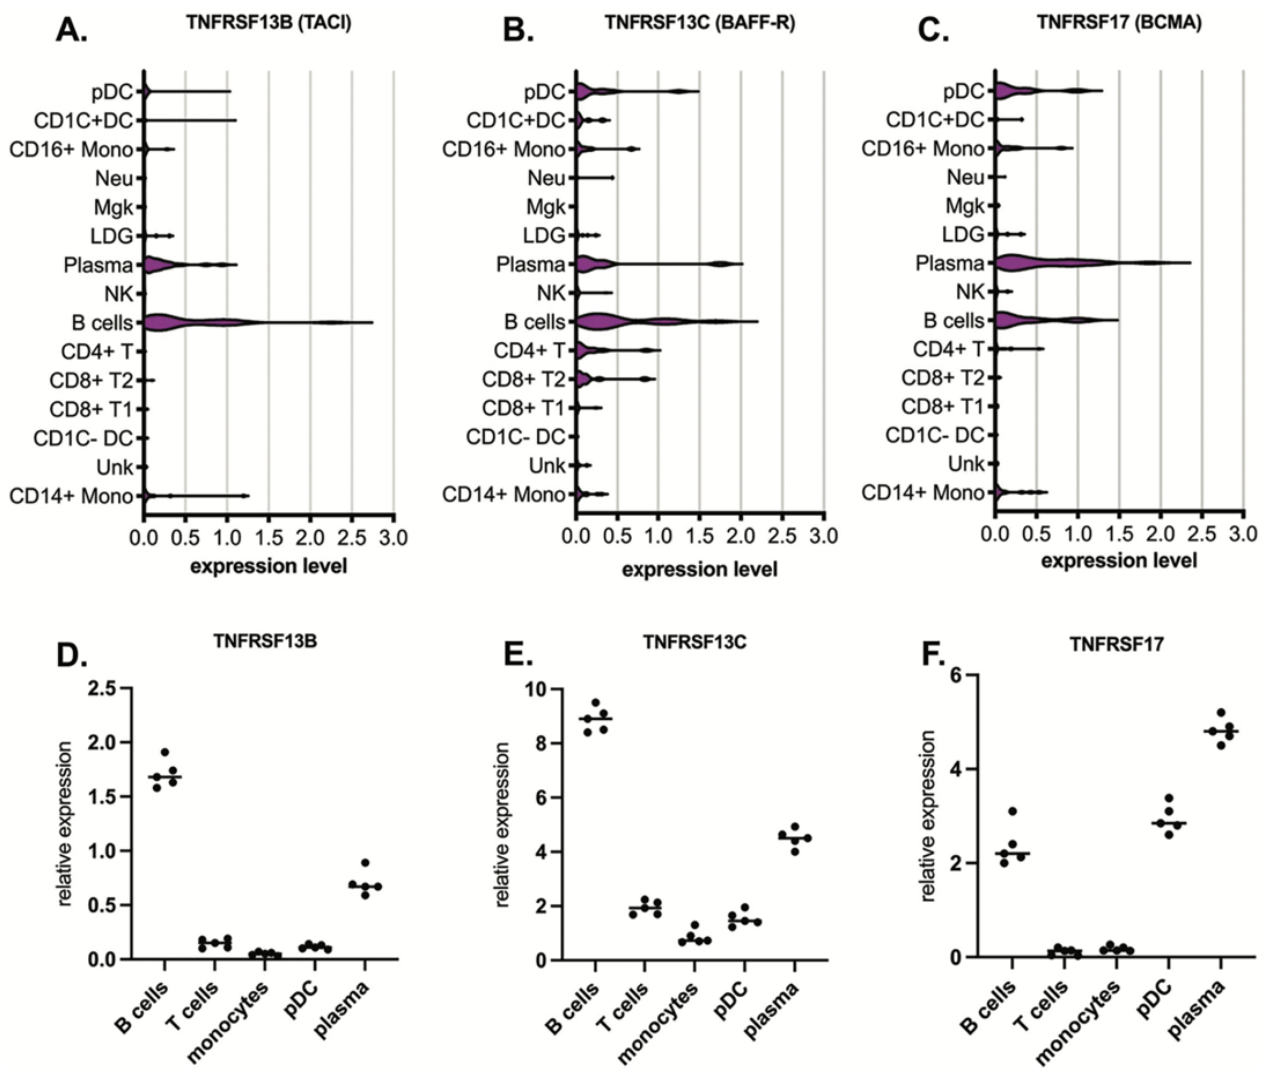 A.
TNFRSF13B (TACI)
pDC
CD1C+DC
CD16+ Mono
Neu
Mgk
LDG
Plasma
NK
B cells
CD4+ T
CD8+ T2
CD8+ T1
CD1C- DC
Unk
CD14+ Mono
0.0 0.5 1.0 1.5 2.0 2.5 3.0
expression level
B.
TNFRSF13C (BAFF-R)
pDC
CD1C+DC
CD16+ Mono
Neu
Mgk
LDG
Plasma
NK
B cells
CD4+ T
CD8+ T2
CD8+ T1
CD1C- DC
Unk
CD14+ Mono
0.0 0.5 1.0 1.5 2.0 2.5 3.0
expression level
C.
TNFRSF17 (BCMA)
pDC
CD1C+DC
CD16+ Mono
Neu
Mgk
LDG
Plasma
NK
B cells
CD4+ T
CD8+ T2
CD8+ T1
CD1C- DC
Unk
CD14+ Mono
0.0 0.5 1.0 1.5 2.0 2.5 3.0
expression level
D.
TNFRSF13B
relative expression
2.5
2.0
1.5
1.0
0.5
0.0
B cells
T cells
monocytes
pDC
plasma
E.
TNFRSF13C
relative expression
10
8
6
4
2
0
B cells
T cells
monocytes
pDC
plasma
F.
TNFRSF17
relative expression
6
4
2
0
B cells
T cells
monocytes
pDC
plasma